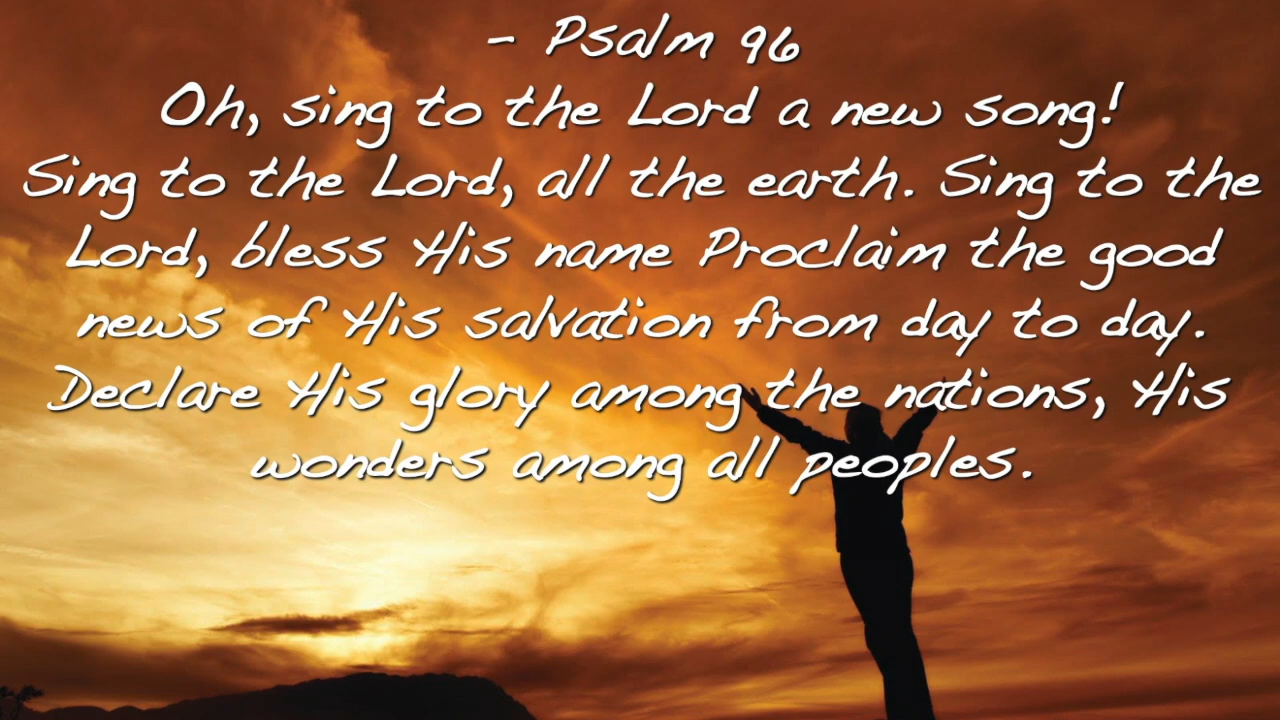 - Psalm 96
Oh, sing to the Lord a new song!
Sing to the Lord, all the earth. Sing to the
Lord, bless His name Proclaim the good
news of His salvation from day to day.
Declare His glory among the nations, His
wonders among all peoples.